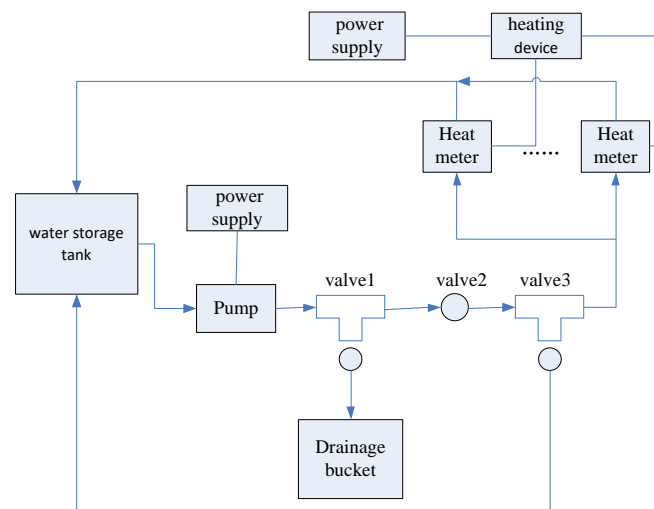 power
supply
heating
device
Heat
meter
......
Heat
meter
power
supply
water storage
tank
Pump
valve1
valve2
valve3
Drainage
bucket